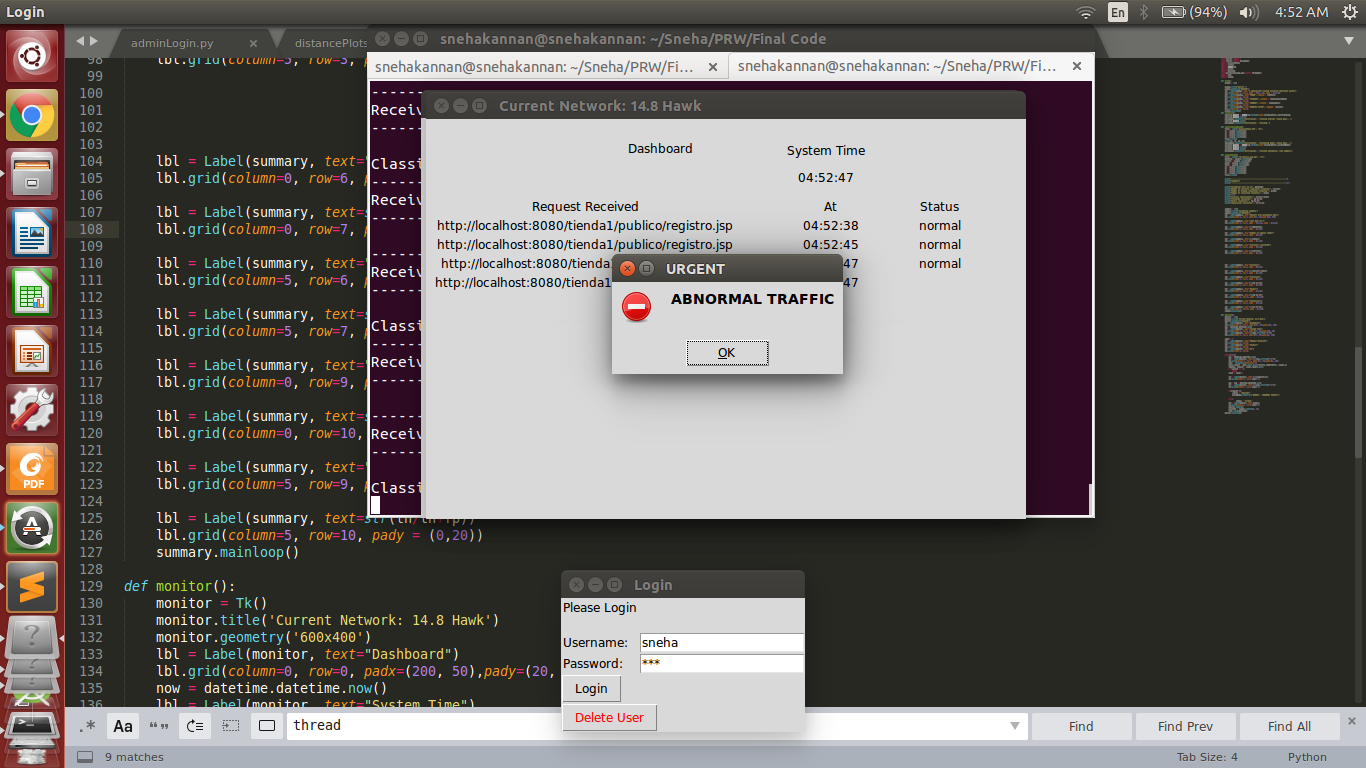 Login
En
(94%)
4:52 AM
adminLogin.py
distancePlots
snehakannan@snehakannan: ~/Sneha/PRW/Final Code
snehakannan@snehakannan: ~/Sneha/PRW/Fi...
snehakannan@snehakannan: ~/Sneha/PRW/Fi...
98 lbl.grid(column=5, row=3, p
99
100
101
102
103
104 lbl = Label(summary, text="
105 lbl.grid(column=0, row=6, p
106
107 lbl = Label(summary, text=s
108 lbl.grid(column=0, row=7, p
109
110 lbl = Label(summary, text="
111 lbl.grid(column=5, row=6, p
112
113 lbl = Label(summary, text=s
114 lbl.grid(column=5, row=7, p
115
116 lbl = Label(summary, text="
117 lbl.grid(column=0, row=9, p
118
119 lbl = Label(summary, text=s
120 lbl.grid(column=0, row=10,
121
122 lbl = Label(summary, text="
123 lbl.grid(column=5, row=9, p
124
125 lbl = Label(summary, text=str(tn/tn+fp))
126 lbl.grid(column=5, row=10, pady = (0,20))
127 summary.mainloop()
128
129 def monitor():
130 monitor = Tk()
131 monitor.title('Current Network: 14.8 Hawk')
132 monitor.geometry('600x400')
133 lbl = Label(monitor, text="Dashboard")
134 lbl.grid(column=0, row=0, padx=(200, 50),pady=(20,
135 now = datetime.datetime.now()
136 lbl = Label(monitor, text="System Time")
------
Receiv
------
Classi
------
Receiv
------
------
Receiv
------
Classi
------
Receiv
------
------
Receiv
------
Classi
Current Network: 14.8 Hawk
Dashboard
System Time
04:52:47
Request Received At Status
http://localhost:8080/tienda1/publico/registro.jsp 04:52:38 normal
http://localhost:8080/tienda1/publico/registro.jsp 04:52:45 normal
http://localhost:8080/tienda1 47 normal
http://localhost:8080/tienda1 47
URGENT
ABNORMAL TRAFFIC
OK
Login
Please Login
Username: sneha
Password: ***
Login
Delete User
PDF
.* Aa “” thread Find Find Prev Find All
9 matches Tab Size: 4 Python